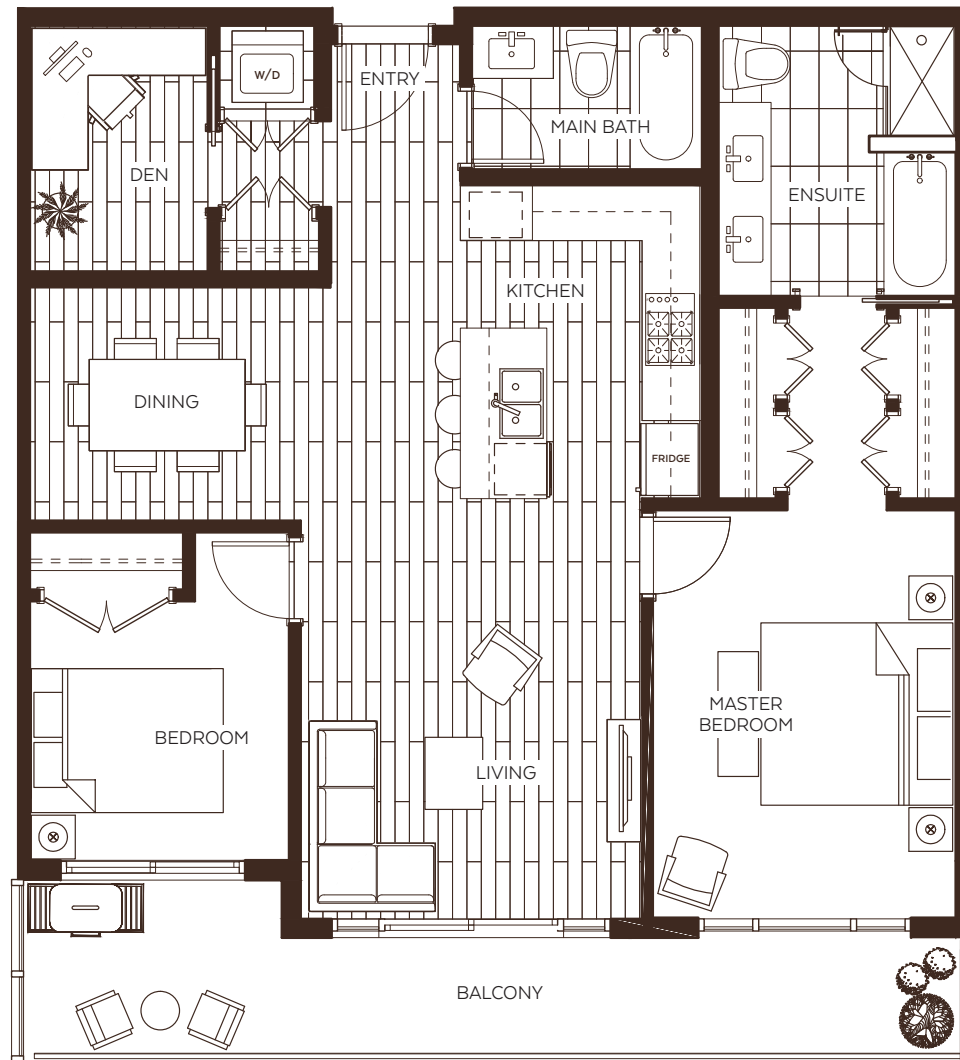 W/D
ENTRY
MAIN BATH
DEN
ENSUITE
KITCHEN
DINING
FRIDGE
MASTER
BEDROOM
BEDROOM
LIVING
BALCONY